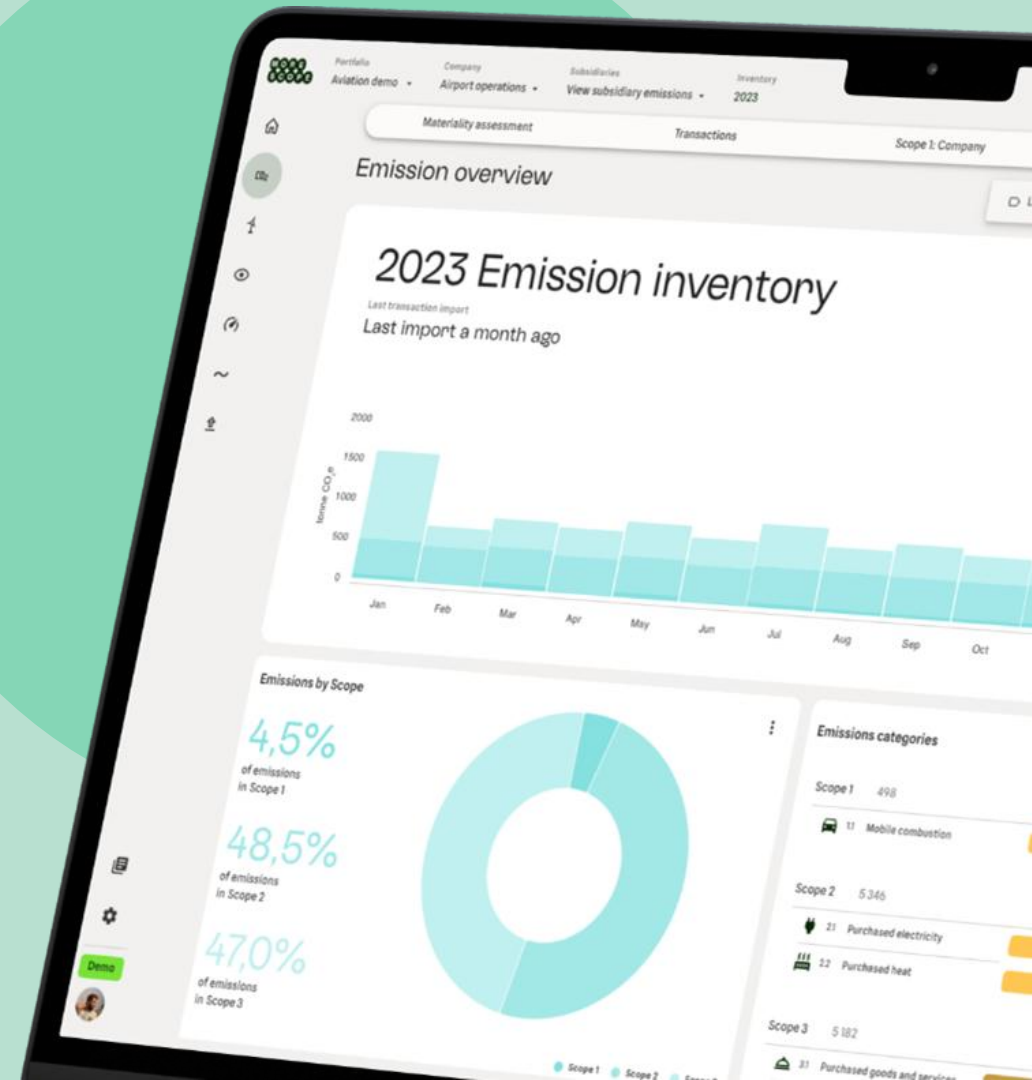 MORE
SCOPE
Portfolio
Aviation demo
Company
Airport operations
Subsidiaries
View subsidiary emissions
Inventory
2023
Materiality assessment
Transactions
Scope 1: Company
Emission overview
2023 Emission inventory
Last transaction import
Last import a month ago
tonne CO₂e
2000
1500
1000
500
0
Jan
Feb
Mar
Apr
May
Jun
Jul
Aug
Sep
Oct
Emissions by Scope
4,5%
of emissions
in Scope 1
48,5%
of emissions
in Scope 2
47,0%
of emissions
in Scope 3
Scope 1
Scope 2
Emissions categories
Scope 1 498
1.1 Mobile combustion
Scope 2 5 346
2.1 Purchased electricity
2.2 Purchased heat
Scope 3 5 182
3.1 Purchased goods and services
Demo